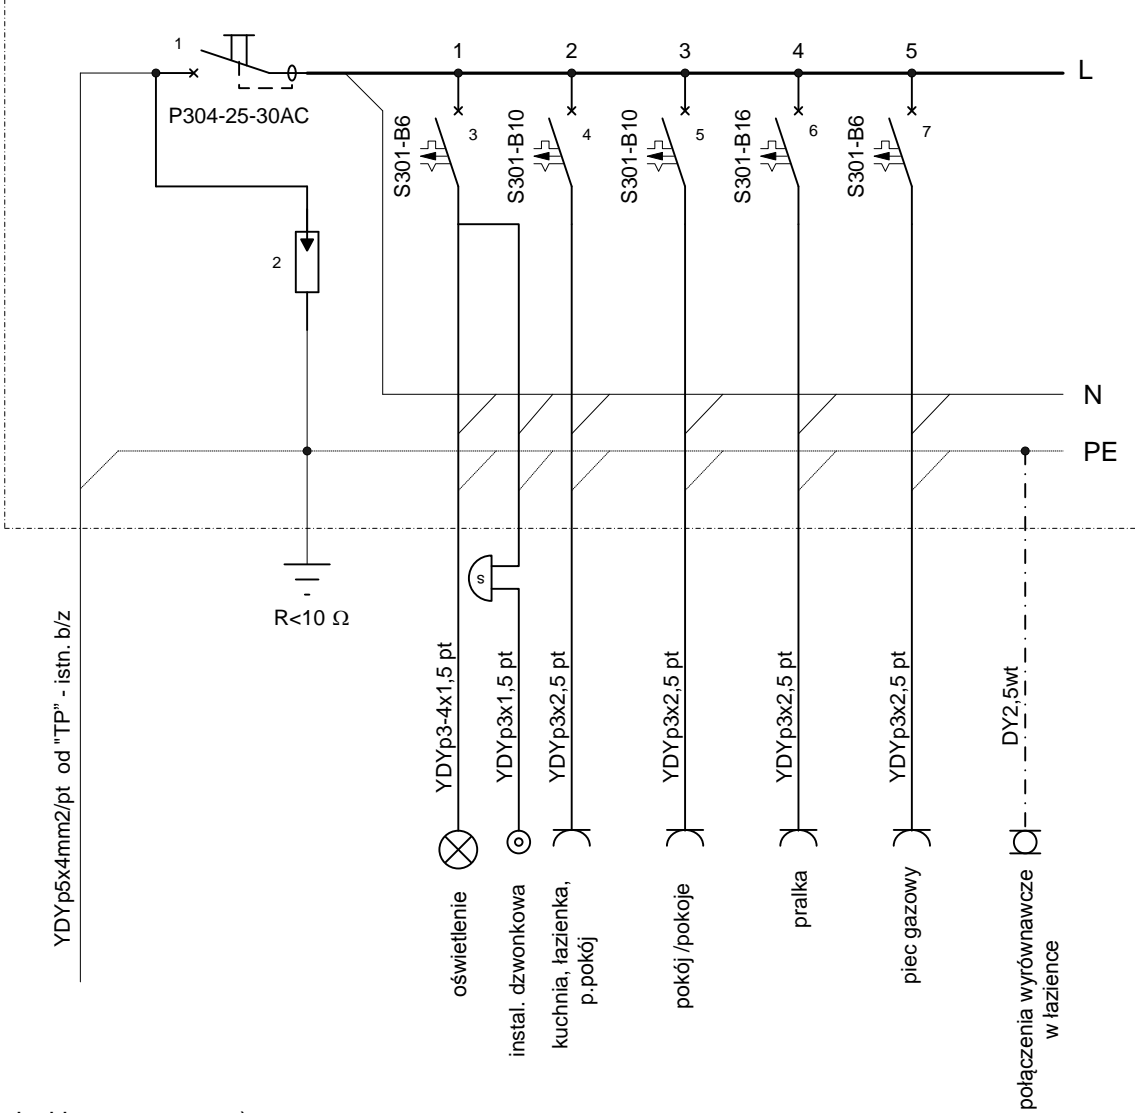 1
P304-25-30AC
1
2
3
4
5
L
S301-B6
3
S301-B10
4
S301-B10
5
S301-B16
6
S301-B6
7
2
N
PE
R<10 Ω
s
YDYp5x4mm2/pt od "TP” - istn. b/z
YDYp3-4x1,5 pt
YDYp3x1,5 pt
YDYp3x2,5 pt
YDYp3x2,5 pt
YDYp3x2,5 pt
YDYp3x2,5 pt
DY2,5wt
oświetlenie
instal. dzwonkowa
kuchnia, łazienka,
p.pokój
pokój /pokoje
pralka
piec gazowy
połączenia wyrównawcze
w łazience